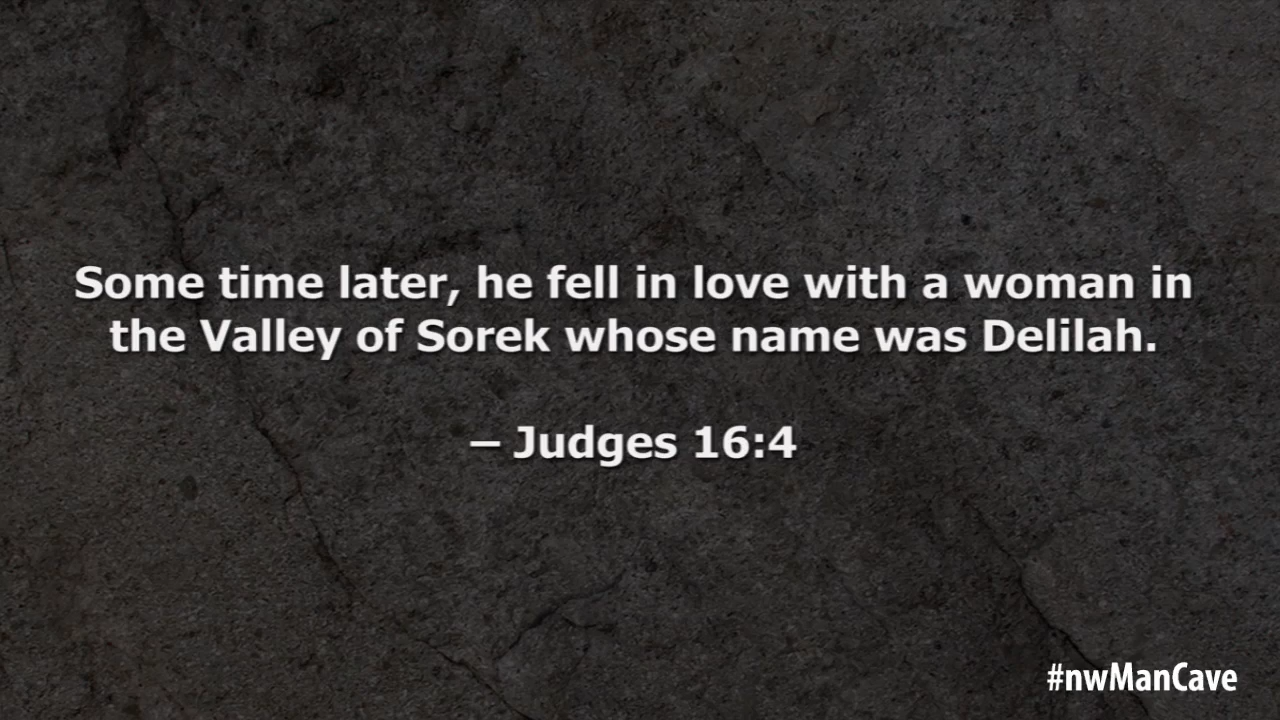 Some time later, he fell in love with a woman in
the Valley of Sorek whose name was Delilah.
– Judges 16:4
#nwManCave